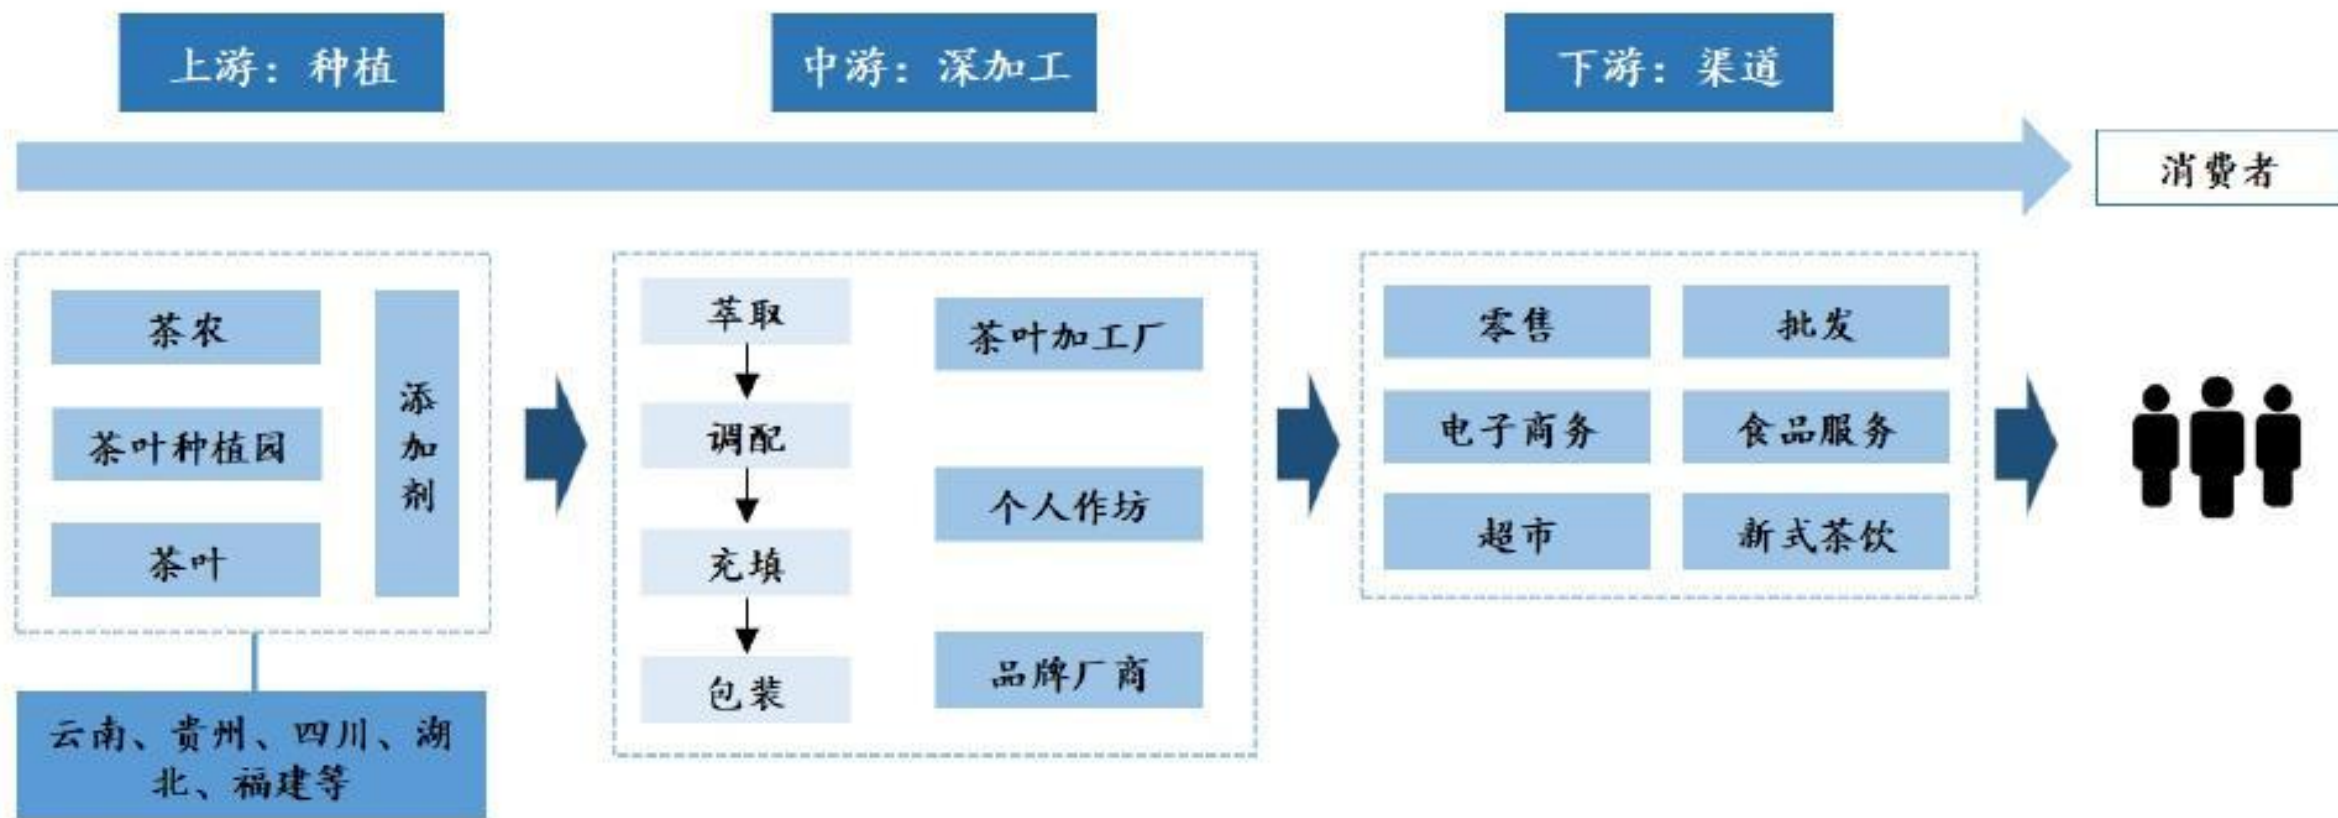 上游：种植
中游：深加工
下游：渠道
消费者
茶农
茶叶种植园
茶叶
添加剂
云南、贵州、四川、湖
北、福建等
萃取
调配
充填
包装
茶叶加工厂
个人作坊
品牌厂商
零售
批发
电子商务
食品服务
超市
新式茶饮